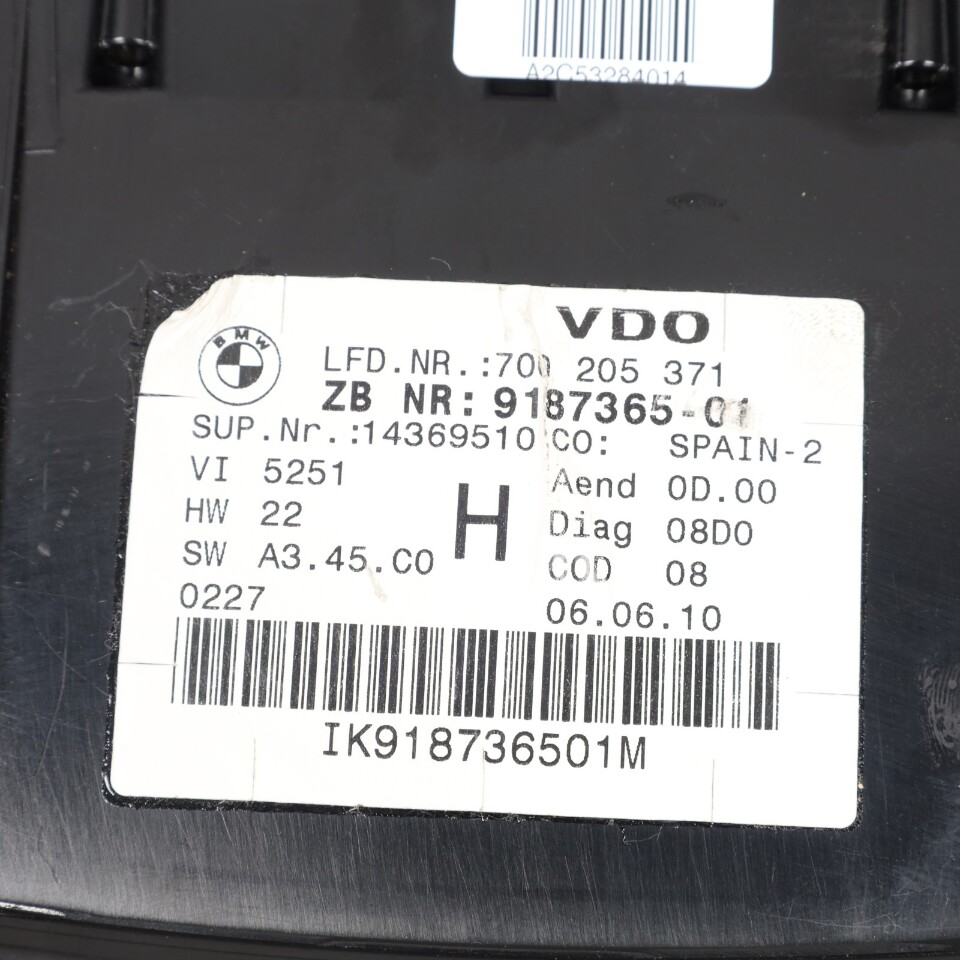 A2C53284014
VDO
BMW
LFD.NR.:700 205 371
ZB NR: 9187365-01
SUP.Nr.:14369510 CO: SPAIN-2
VI 5251 Aend 0D.00
HW 22 H Diag 08D0
SW A3.45.C0 COD 08
0227 06.06.10
IK918736501M